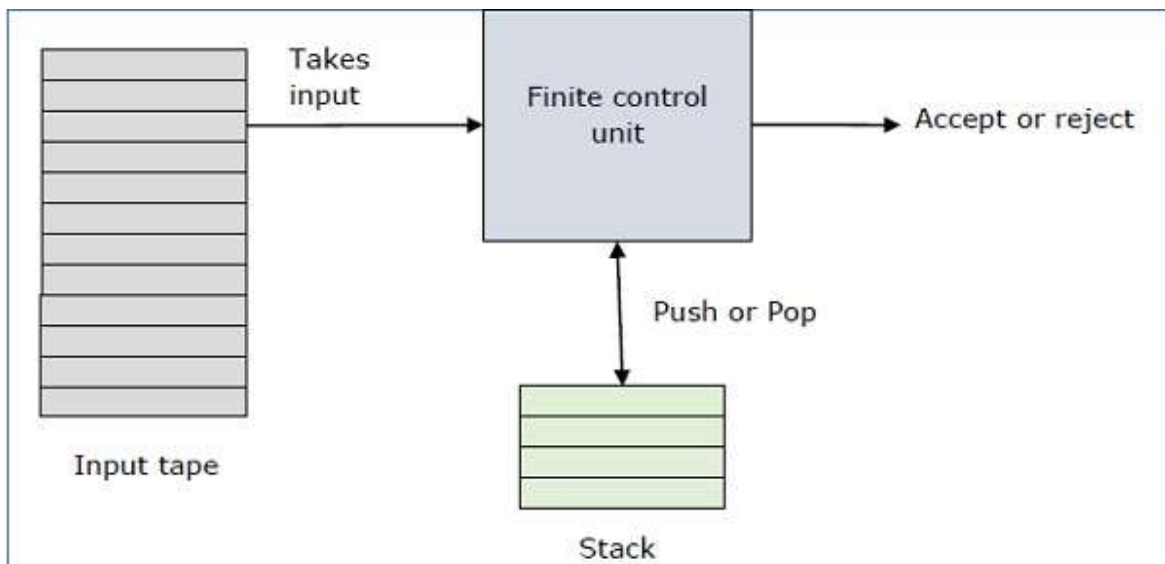 Takes
input
Finite control
unit
Accept or reject
Push or Pop
Input tape
Stack